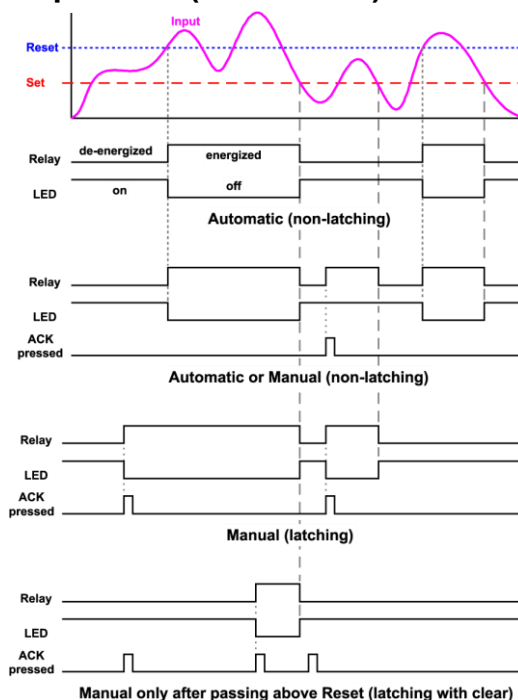 Input
Reset
Set
de-energized energized
Relay
LED on off
Automatic (non-latching)
Relay
LED
ACK
pressed
Automatic or Manual (non-latching)
Relay
LED
ACK
pressed
Manual (latching)
Relay
LED
ACK
pressed
Manual only after passing above Reset (latching with clear)